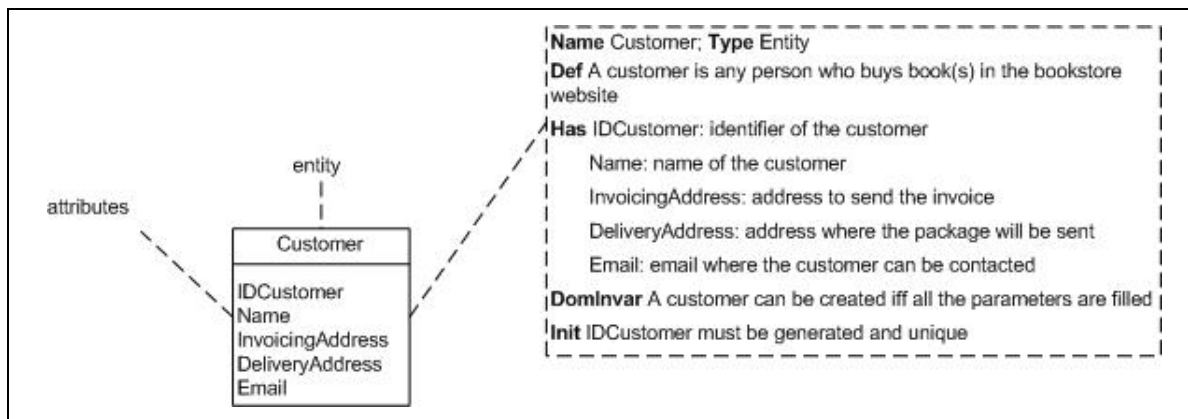 entity
attributes
Customer
IDCustomer
Name
InvoicingAddress
DeliveryAddress
Email
Name Customer; Type Entity
Def A customer is any person who buys book(s) in the bookstore
website
Has IDCustomer: identifier of the customer
Name: name of the customer
InvoicingAddress: address to send the invoice
DeliveryAddress: address where the package will be sent
Email: email where the customer can be contacted
DomInvar A customer can be created iff all the parameters are filled
Init IDCustomer must be generated and unique